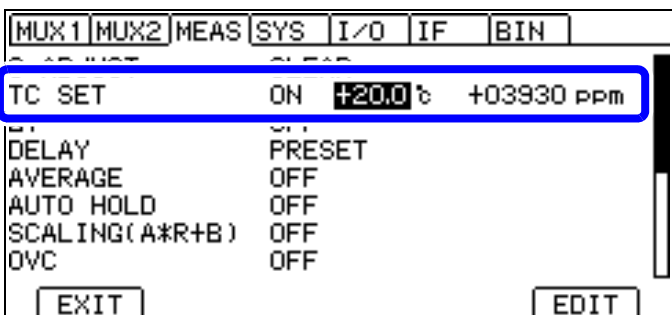 MUX1 MUX2 MEAS SYS I/O IF BIN
TC SET ON +20.0 ℃ +03930 ppm
DELAY PRESET
AVERAGE OFF
AUTO HOLD OFF
SCALING(A*R+B) OFF
OVC OFF
EXIT EDIT